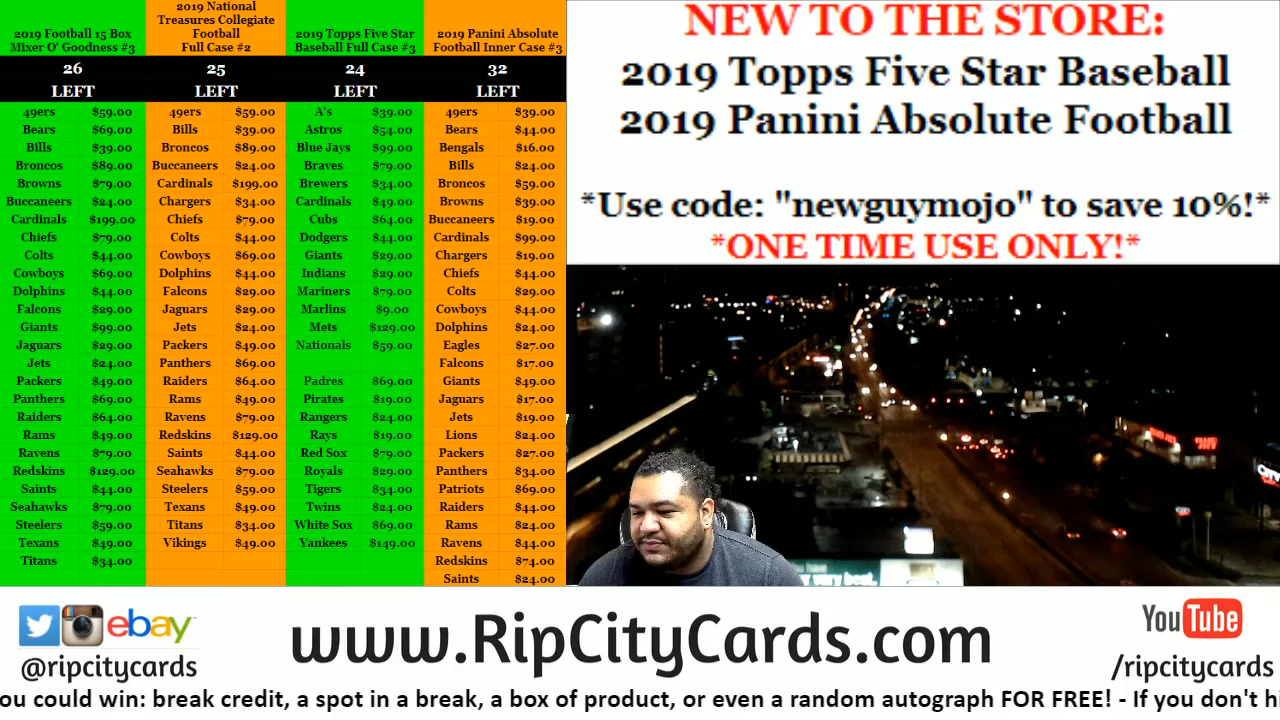 2019 Football 15 Box
Mixer O' Goodness #3
26
LEFT
49ers $59.00
Bears $69.00
Bills $39.00
Broncos $89.00
Browns $79.00
Buccaneers $24.00
Cardinals $199.00
Chiefs $79.00
Colts $44.00
Cowboys $69.00
Dolphins $44.00
Falcons $29.00
Giants $99.00
Jaguars $29.00
Jets $24.00
Packers $49.00
Panthers $69.00
Raiders $64.00
Rams $49.00
Ravens $79.00
Redskins $129.00
Saints $44.00
Seahawks $79.00
Steelers $59.00
Texans $49.00
Titans $34.00
2019 National
Treasures Collegiate
Football
Full Case #2
25
LEFT
49ers $59.00
Bills $39.00
Broncos $89.00
Buccaneers $24.00
Cardinals $199.00
Chargers $34.00
Chiefs $79.00
Colts $44.00
Cowboys $69.00
Dolphins $44.00
Falcons $29.00
Jaguars $29.00
Jets $24.00
Packers $49.00
Panthers $69.00
Raiders $64.00
Rams $49.00
Ravens $79.00
Redskins $129.00
Saints $44.00
Seahawks $79.00
Steelers $59.00
Texans $49.00
Titans $34.00
Vikings $49.00
2019 Topps Five Star
Baseball Full Case #3
24
LEFT
A's $39.00
Astros $54.00
Blue Jays $99.00
Braves $79.00
Brewers $34.00
Cardinals $49.00
Cubs $64.00
Dodgers $44.00
Giants $29.00
Indians $29.00
Mariners $79.00
Marlins $9.00
Mets $129.00
Nationals $59.00
Padres $69.00
Pirates $19.00
Rangers $24.00
Rays $19.00
Red Sox $79.00
Royals $29.00
Tigers $34.00
Twins $24.00
White Sox $69.00
Yankees $149.00
2019 Panini Absolute
Football Inner Case #3
32
LEFT
49ers $39.00
Bears $44.00
Bengals $16.00
Bills $24.00
Broncos $59.00
Browns $39.00
Buccaneers $19.00
Cardinals $99.00
Chargers $19.00
Chiefs $44.00
Colts $29.00
Cowboys $44.00
Dolphins $24.00
Eagles $27.00
Falcons $17.00
Giants $49.00
Jaguars $17.00
Jets $19.00
Lions $24.00
Packers $27.00
Panthers $34.00
Patriots $69.00
Raiders $44.00
Rams $24.00
Ravens $44.00
Redskins $74.00
Saints $24.00
NEW TO THE STORE:
2019 Topps Five Star Baseball
2019 Panini Absolute Football
*Use code: "newguymojo" to save 10%!*
*ONE TIME USE ONLY!*
very best.
ebay
@ripcitycards
www.RipCityCards.com
YouTube
/ripcitycards
ou could win: break credit, a spot in a break, a box of product, or even a random autograph FOR FREE! - If you don't hi